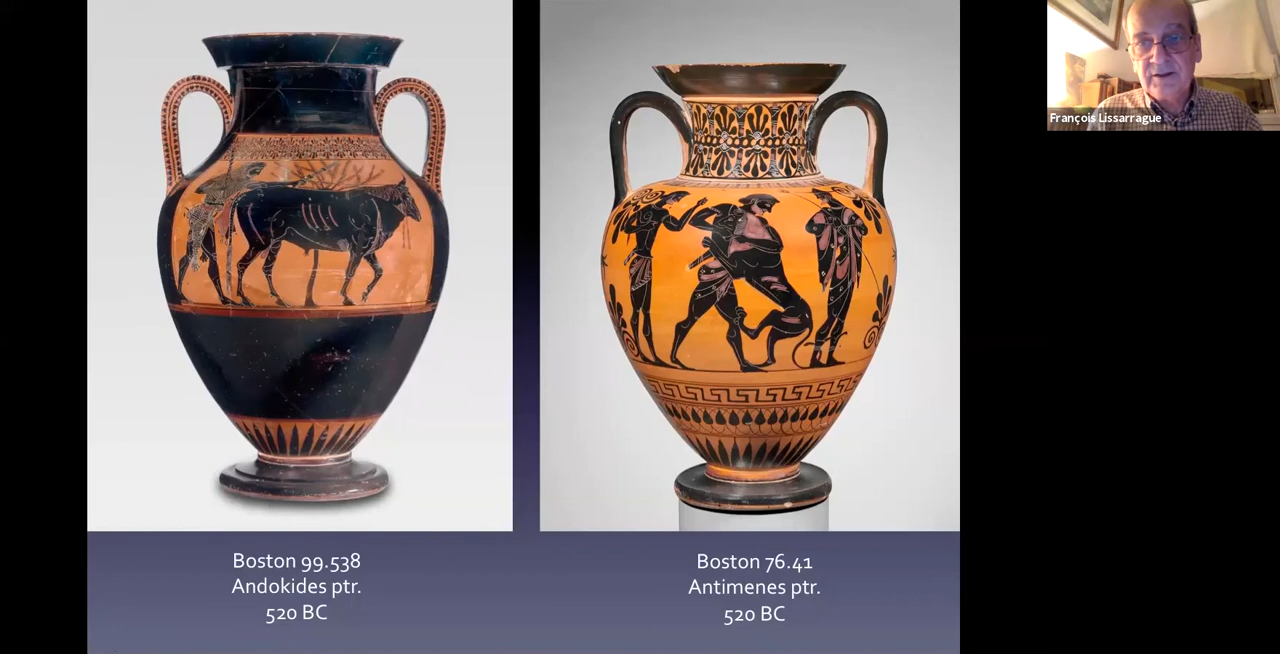 François Lissarrague
Boston 99.538
Andokides ptr.
520 BC
Boston 76.41
Antimenes ptr.
520 BC